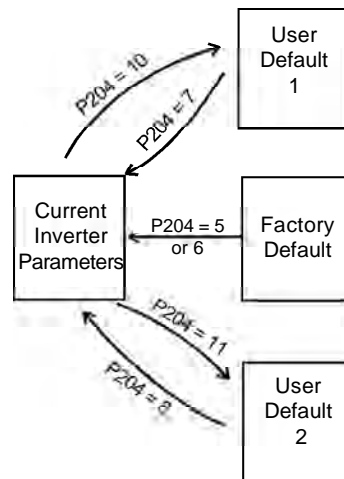 P204 = 10
User
Default
1
P204 = 7
Current
Inverter
Parameters
P204 = 5
or 6
Factory
Default
P204 = 11
P204 = 8
User
Default
2